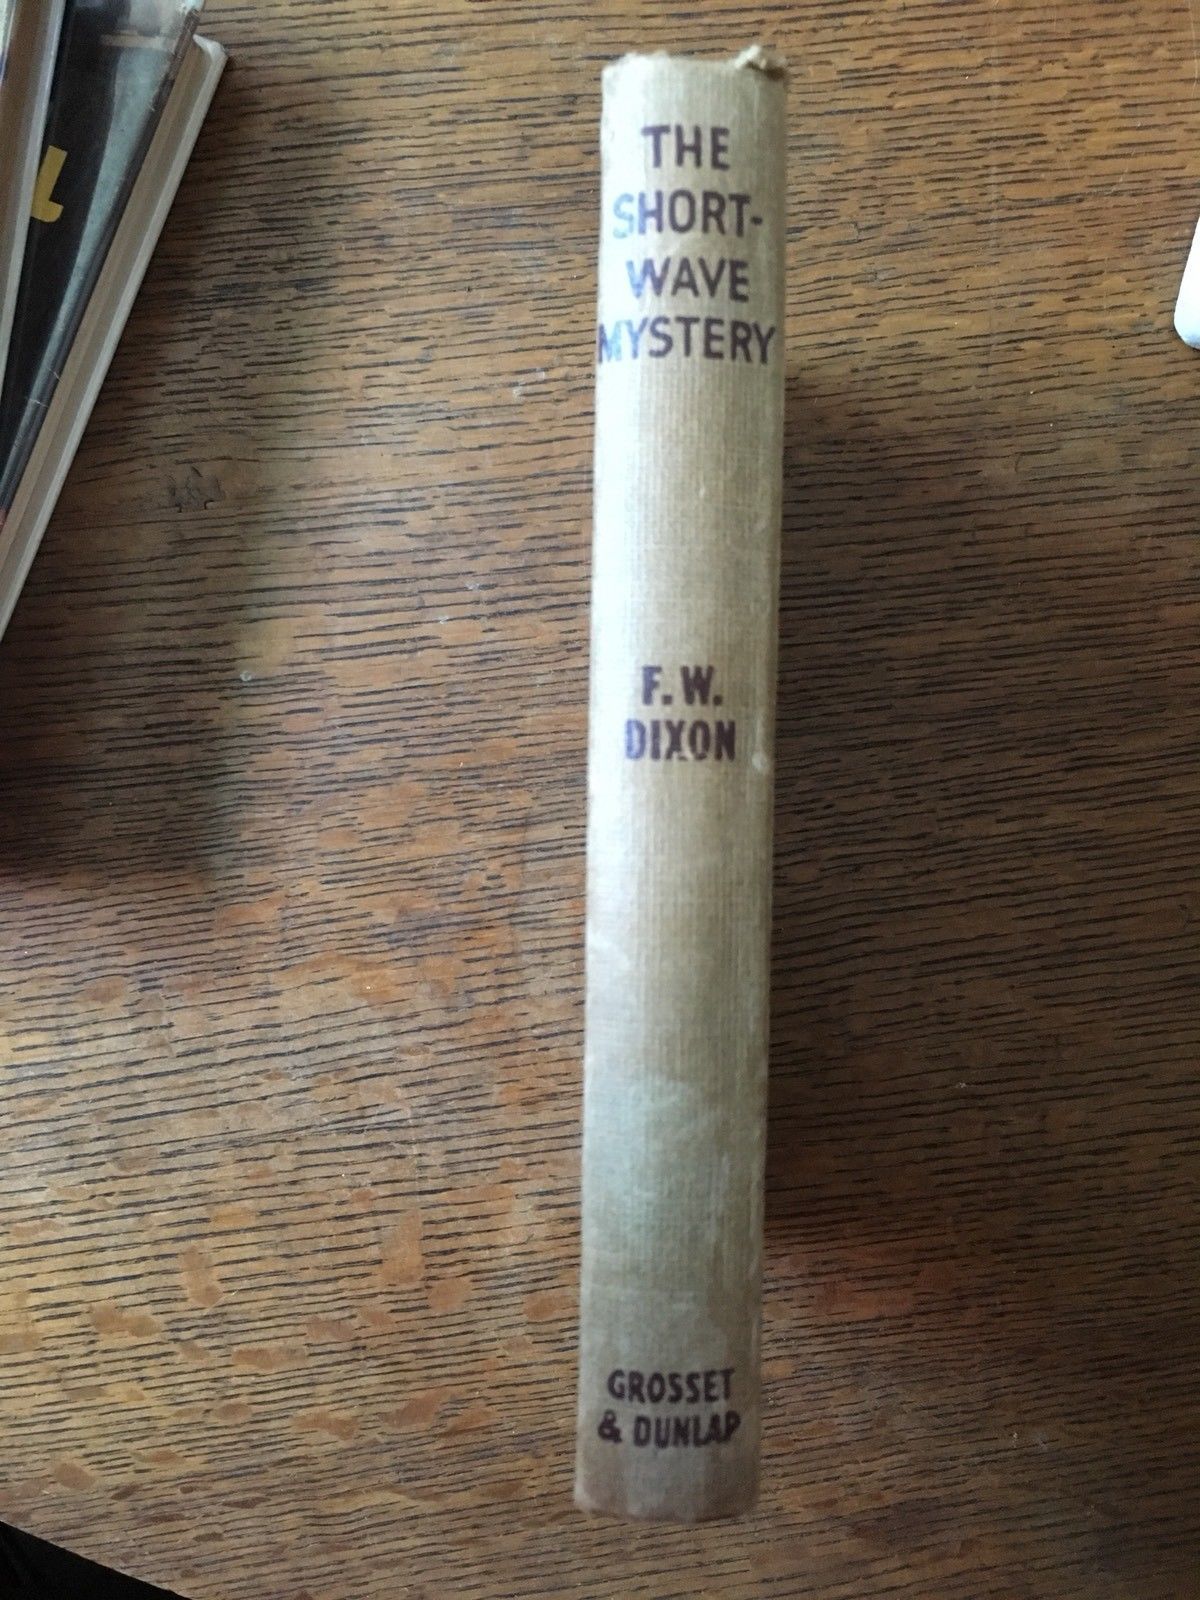 THE
SHORT-
WAVE
MYSTERY
F. W.
DIXON
GROSSET
& DUNLAP